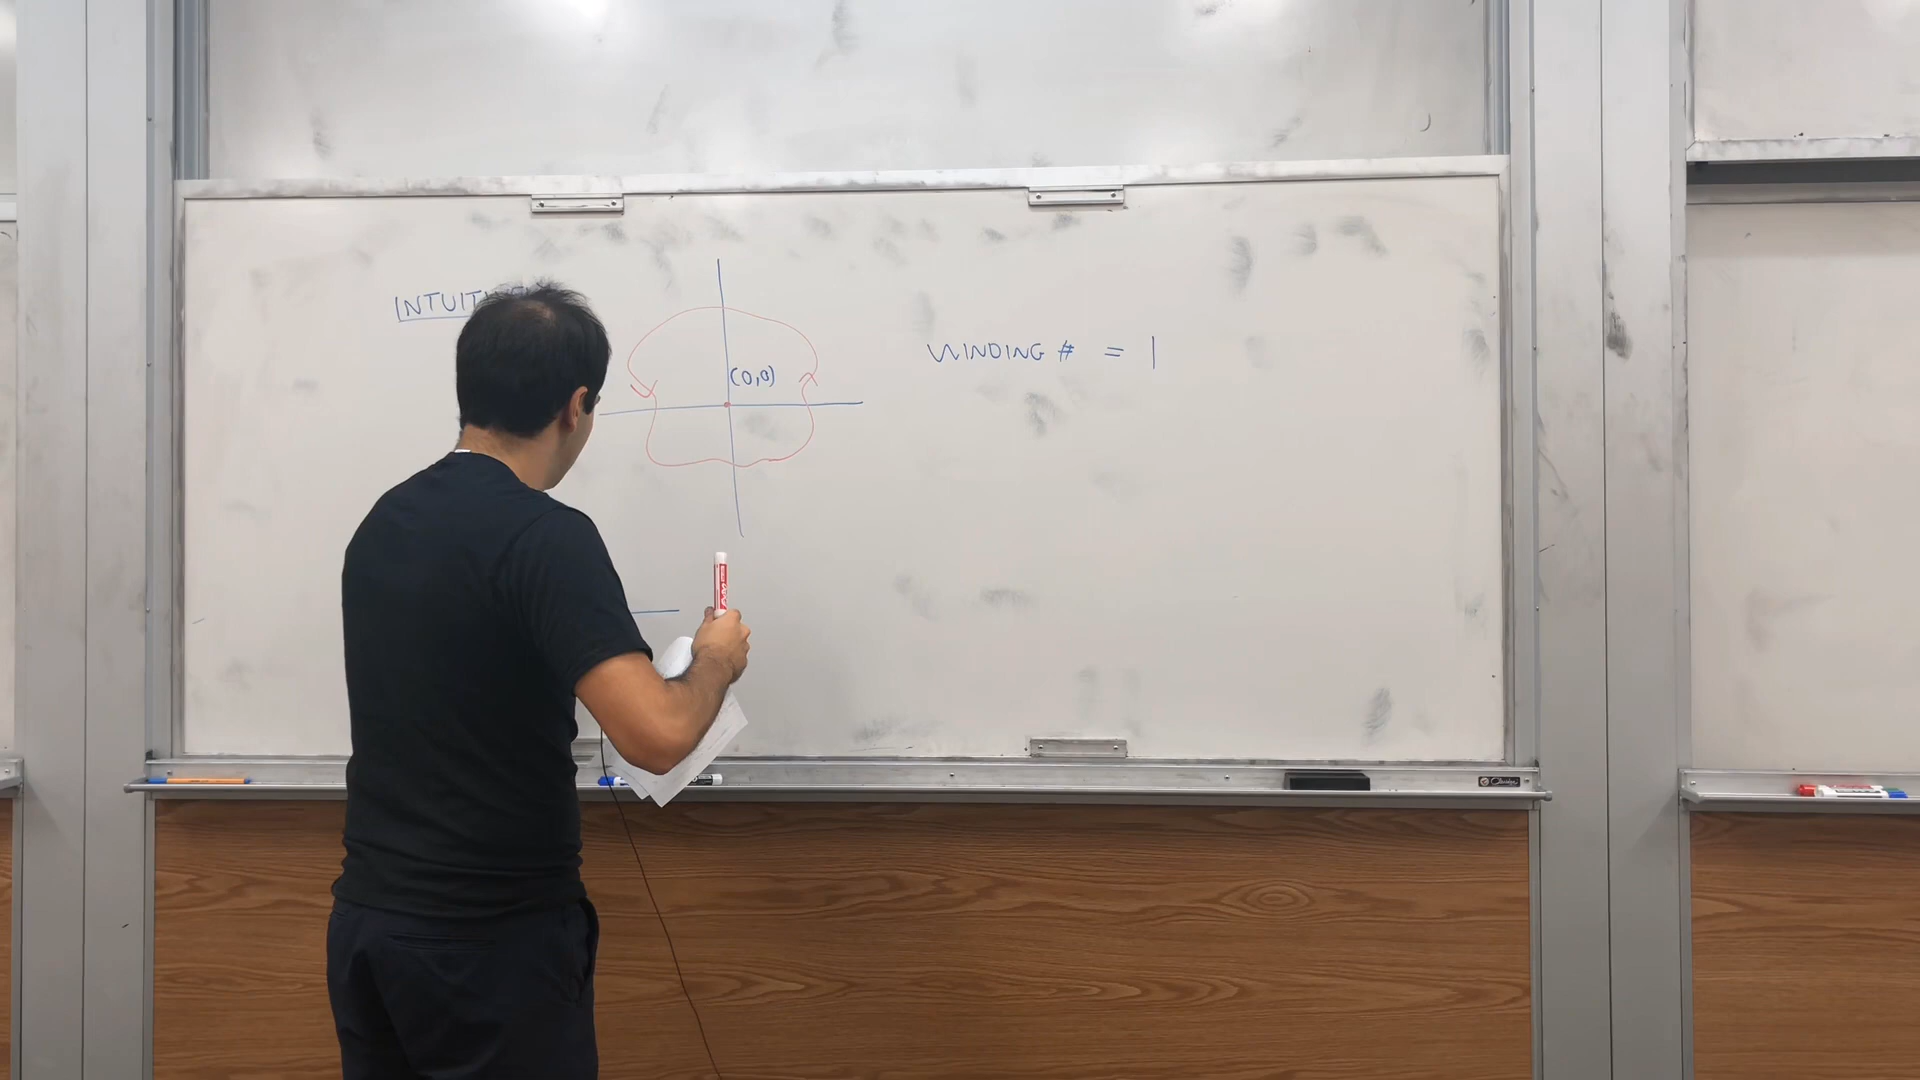 (0,0)
WINDING # = 1